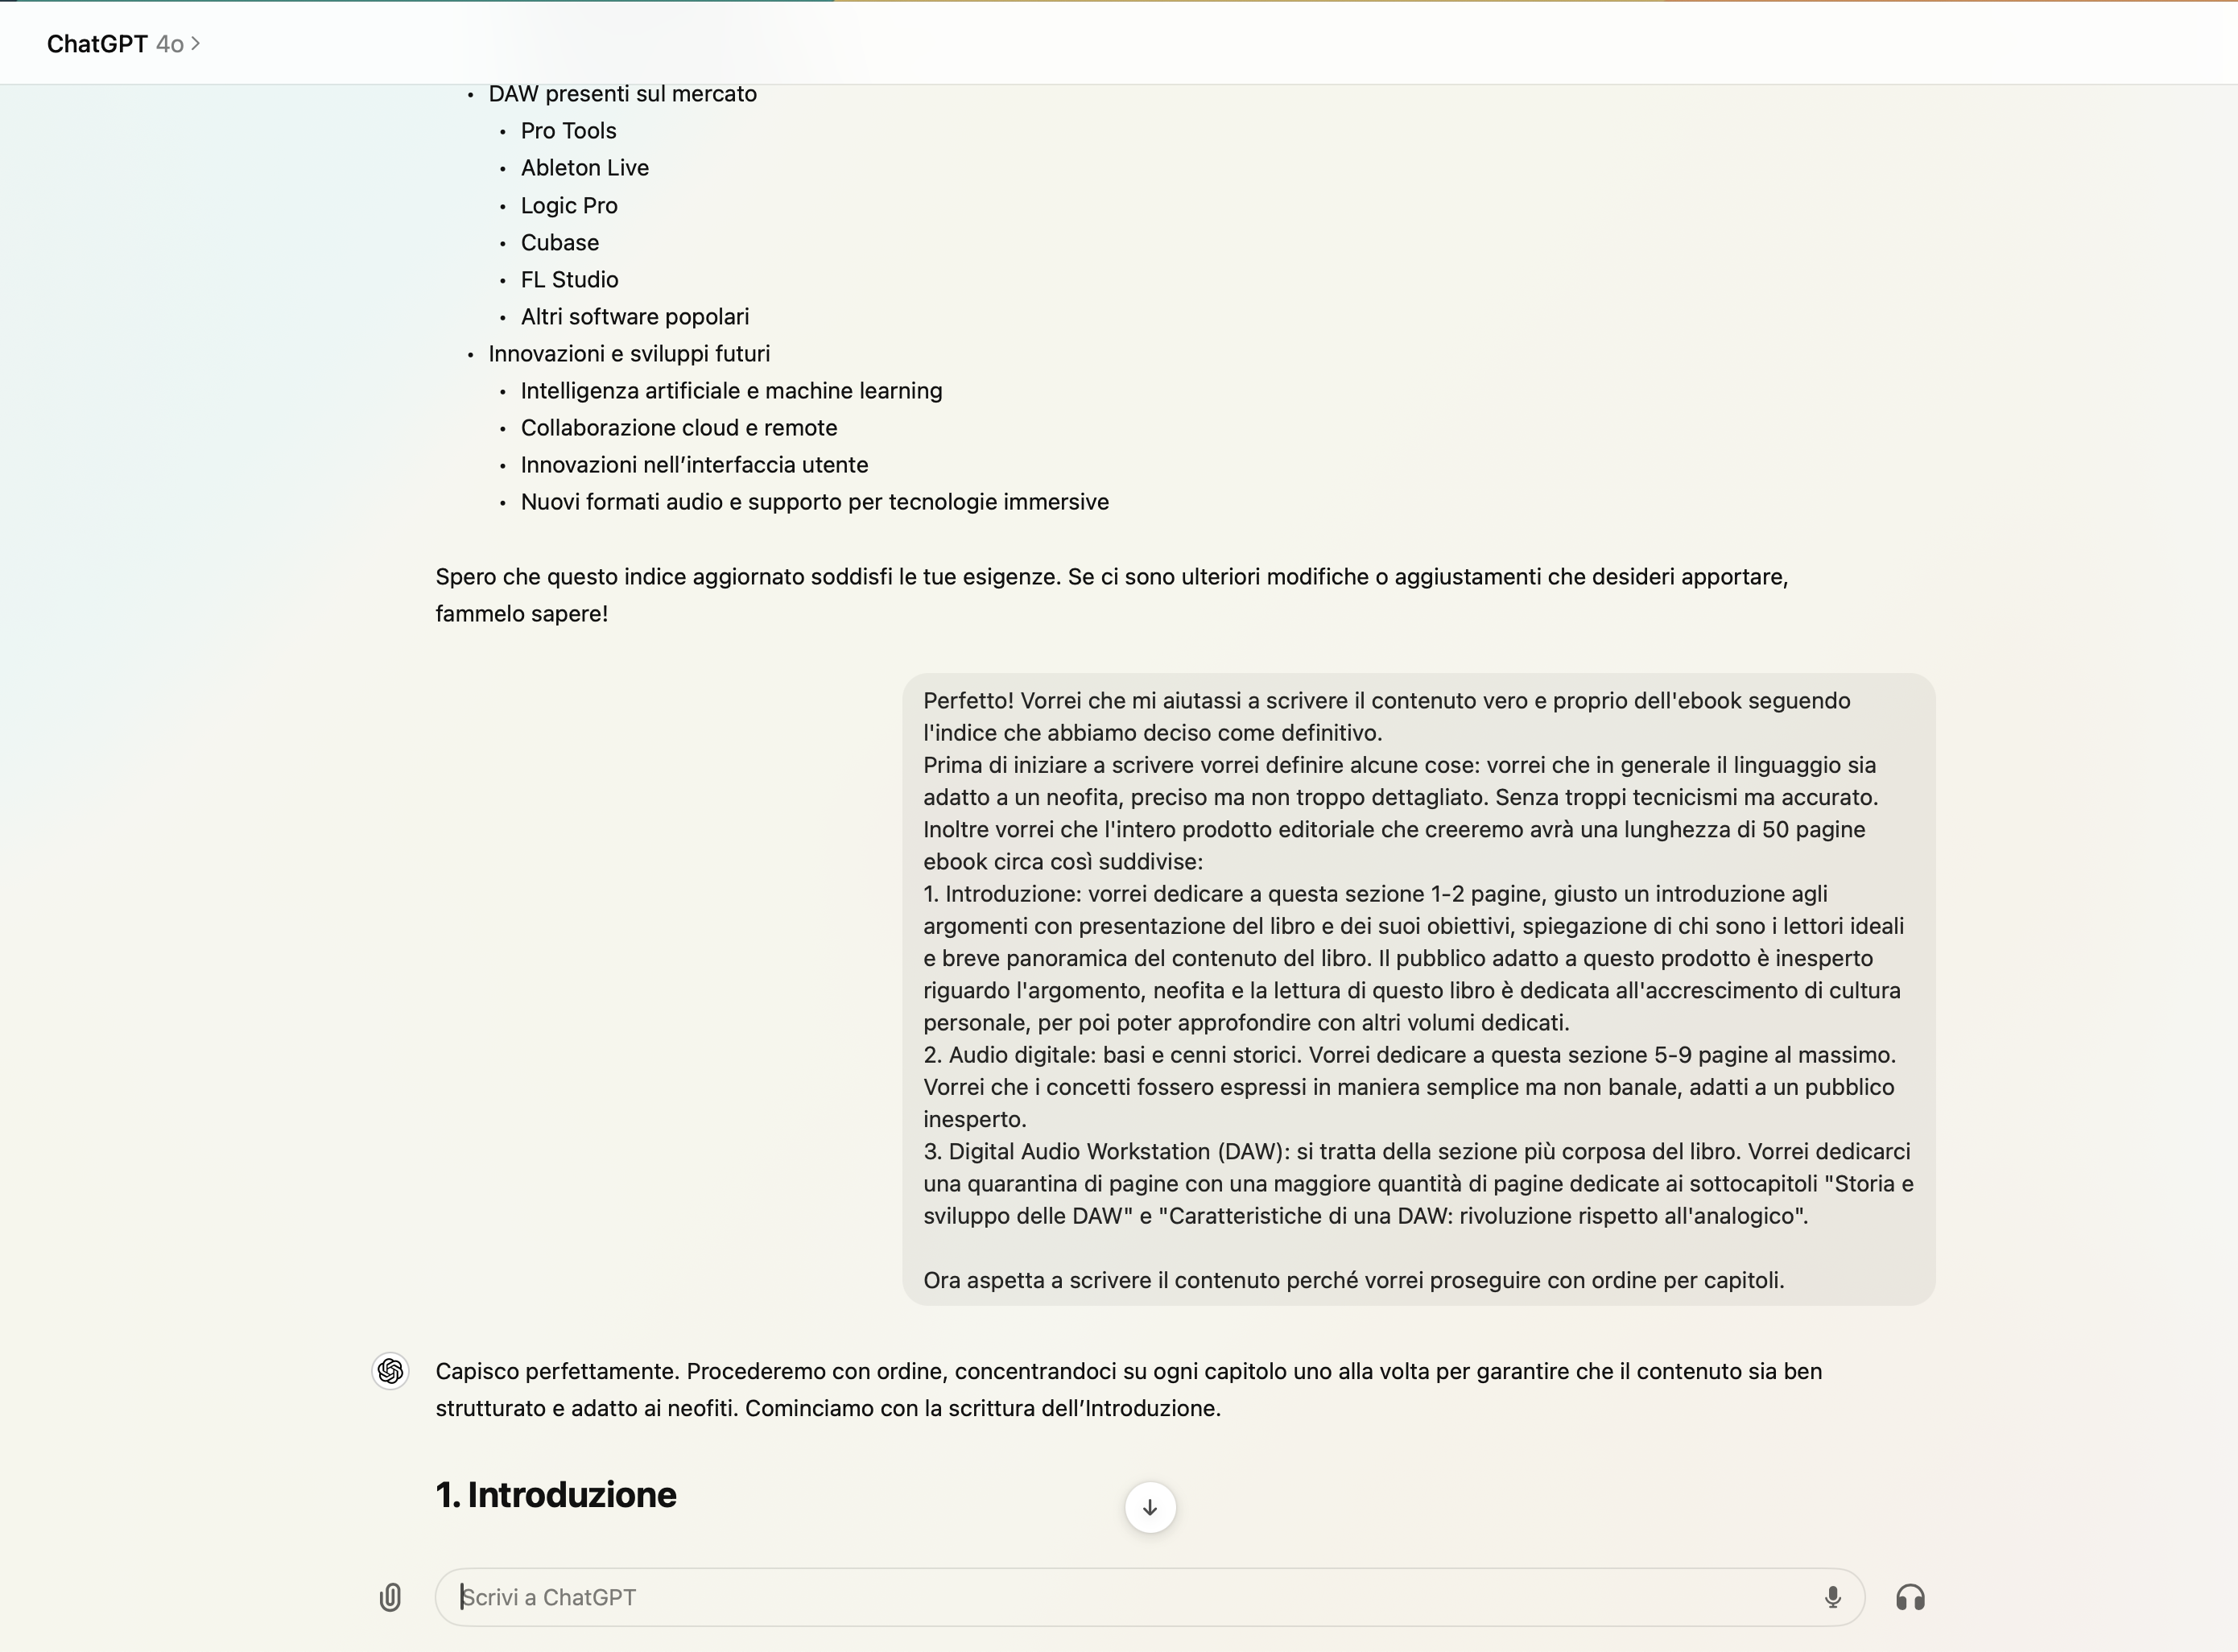 ChatGPT 4o >
• DAW presenti sul mercato
• Pro Tools
• Ableton Live
• Logic Pro
• Cubase
• FL Studio
• Altri software popolari
• Innovazioni e sviluppi futuri
• Intelligenza artificiale e machine learning
• Collaborazione cloud e remote
• Innovazioni nell’interfaccia utente
• Nuovi formati audio e supporto per tecnologie immersive
Spero che questo indice aggiornato soddisfi le tue esigenze. Se ci sono ulteriori modifiche o aggiustamenti che desideri apportare,
fammelo sapere!
Perfetto! Vorrei che mi aiutassi a scrivere il contenuto vero e proprio dell'ebook seguendo
l'indice che abbiamo deciso come definitivo.
Prima di iniziare a scrivere vorrei definire alcune cose: vorrei che in generale il linguaggio sia
adatto a un neofita, preciso ma non troppo dettagliato. Senza troppi tecnicismi ma accurato.
Inoltre vorrei che l'intero prodotto editoriale che creeremo avrà una lunghezza di 50 pagine
ebook circa così suddivise:
1. Introduzione: vorrei dedicare a questa sezione 1-2 pagine, giusto un introduzione agli
argomenti con presentazione del libro e dei suoi obiettivi, spiegazione di chi sono i lettori ideali
e breve panoramica del contenuto del libro. Il pubblico adatto a questo prodotto è inesperto
riguardo l'argomento, neofita e la lettura di questo libro è dedicata all'accrescimento di cultura
personale, per poi poter approfondire con altri volumi dedicati.
2. Audio digitale: basi e cenni storici. Vorrei dedicare a questa sezione 5-9 pagine al massimo.
Vorrei che i concetti fossero espressi in maniera semplice ma non banale, adatti a un pubblico
inesperto.
3. Digital Audio Workstation (DAW): si tratta della sezione più corposa del libro. Vorrei dedicarci
una quarantina di pagine con una maggiore quantità di pagine dedicate ai sottocapitoli "Storia e
sviluppo delle DAW" e "Caratteristiche di una DAW: rivoluzione rispetto all'analogico".
Ora aspetta a scrivere il contenuto perché vorrei proseguire con ordine per capitoli.
Capisco perfettamente. Procederemo con ordine, concentrandoci su ogni capitolo uno alla volta per garantire che il contenuto sia ben
strutturato e adatto ai neofiti. Cominciamo con la scrittura dell’Introduzione.
1. Introduzione
Scrivi a ChatGPT